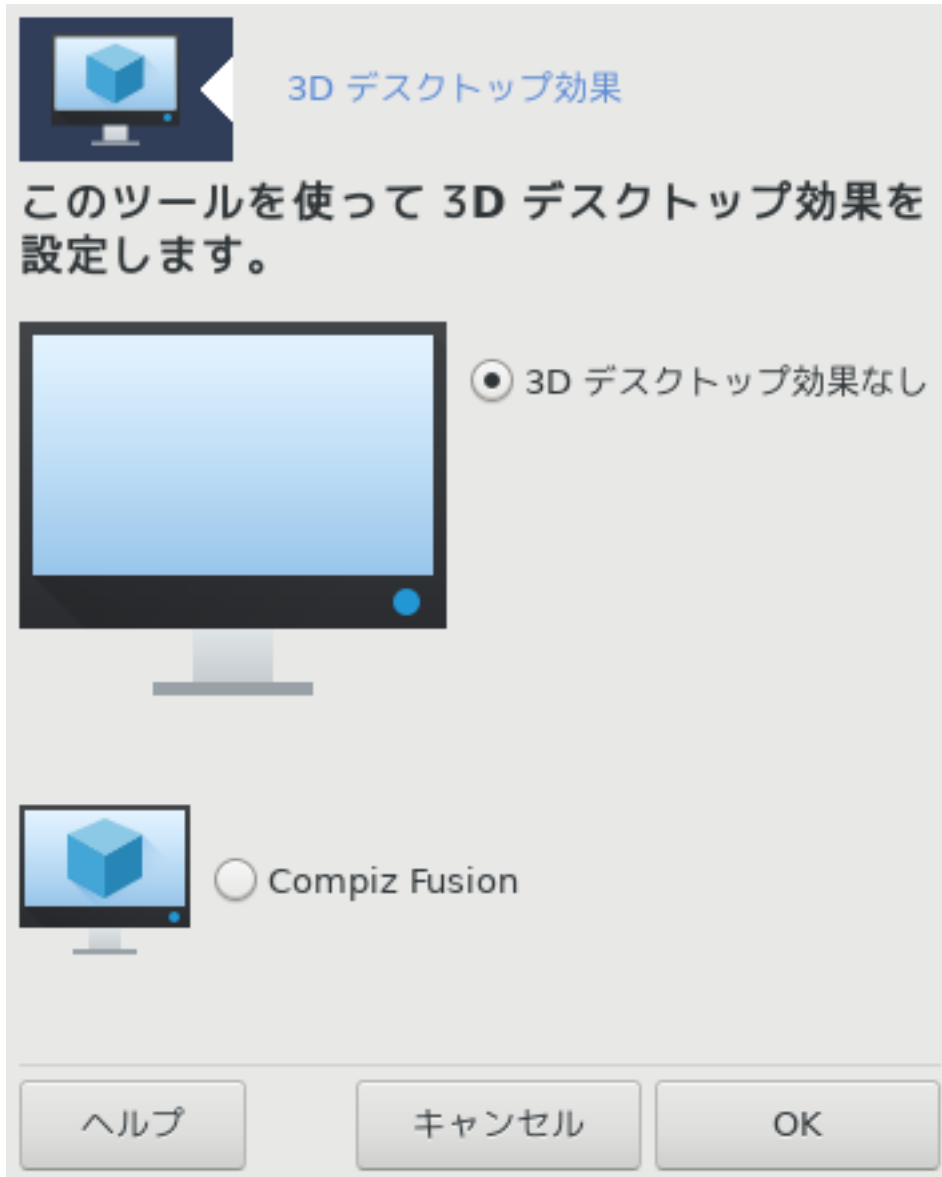 3D デスクトップ効果
このツールを使って 3D デスクトップ効果を
設定します。
3D デスクトップ効果なし
Compiz Fusion
ヘルプ
キャンセル
OK